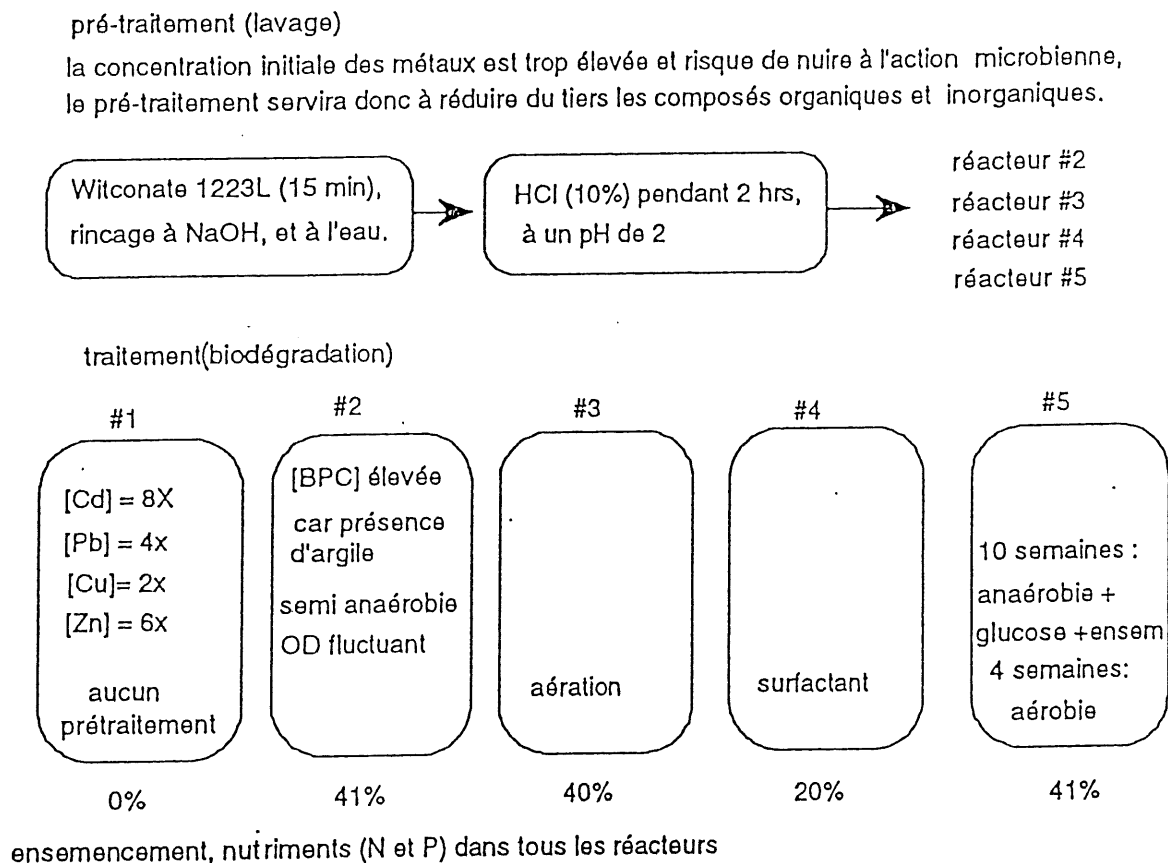 pré-traitement (lavage)
la concentration initiale des métaux est trop élevée et risque de nuire à l'action microbienne,
le pré-traitement servira donc à réduire du tiers les composés organiques et inorganiques.
Witconate 1223L (15 min),
rincage à NaOH, et à l'eau.
HCl (10%) pendant 2 hrs,
à un pH de 2
réacteur #2
réacteur #3
réacteur #4
réacteur #5
traitement(biodégradation)
#1
[Cd] = 8X
[Pb] = 4x
[Cu]= 2x
[Zn] = 6x
aucun
prétraitement
0%
#2
[BPC] élevée
car présence
d'argile
semi anaérobie
OD fluctuant
41%
#3
aération
40%
#4
surfactant
20%
#5
10 semaines :
anaérobie +
glucose +ensem
4 semaines:
aérobie
41%
ensemencement, nutriments (N et P) dans tous les réacteurs